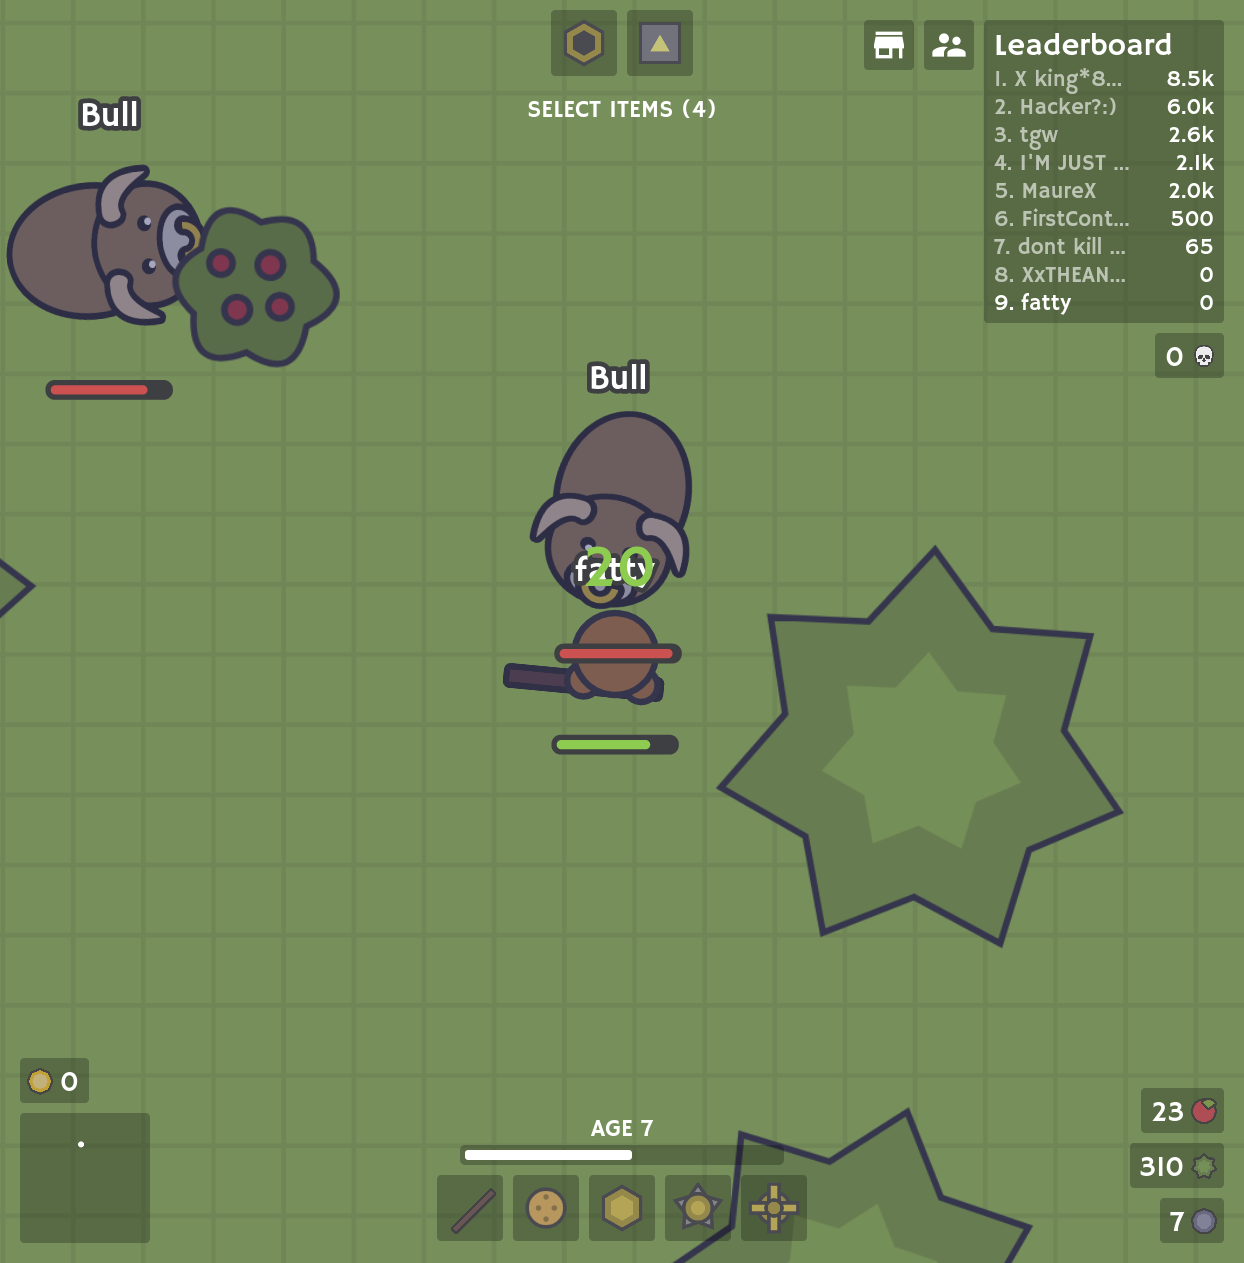 Leaderboard
1. X king*8... 8.5k
2. Hacker?:) 6.0k
3. tgw 2.6k
4. I'M JUST ... 2.1k
5. MaureX 2.0k
6. FirstCont... 500
7. dont kill ... 65
8. XxTHEAN... 0
9. fatty 0
SELECT ITEMS (4)
Bull
0
Bull
20
fatty
0
23
310
7
AGE 7